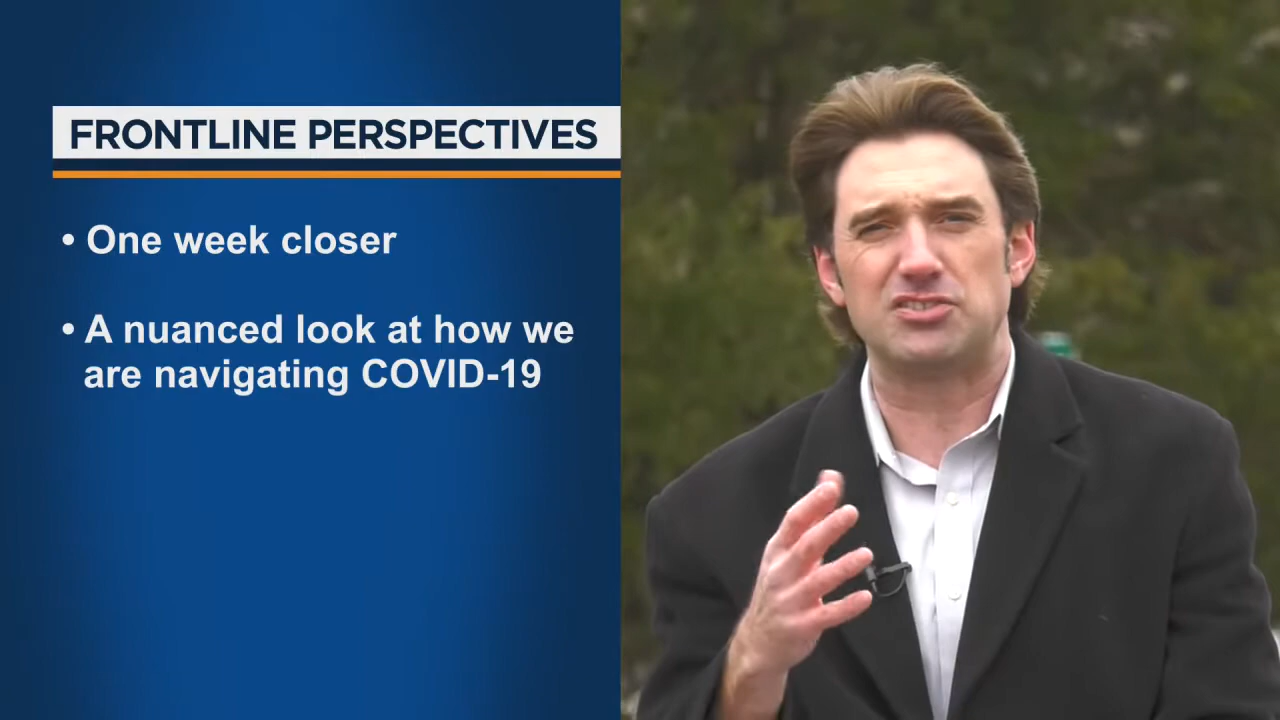 FRONTLINE PERSPECTIVES
• One week closer
• A nuanced look at how we
are navigating COVID-19